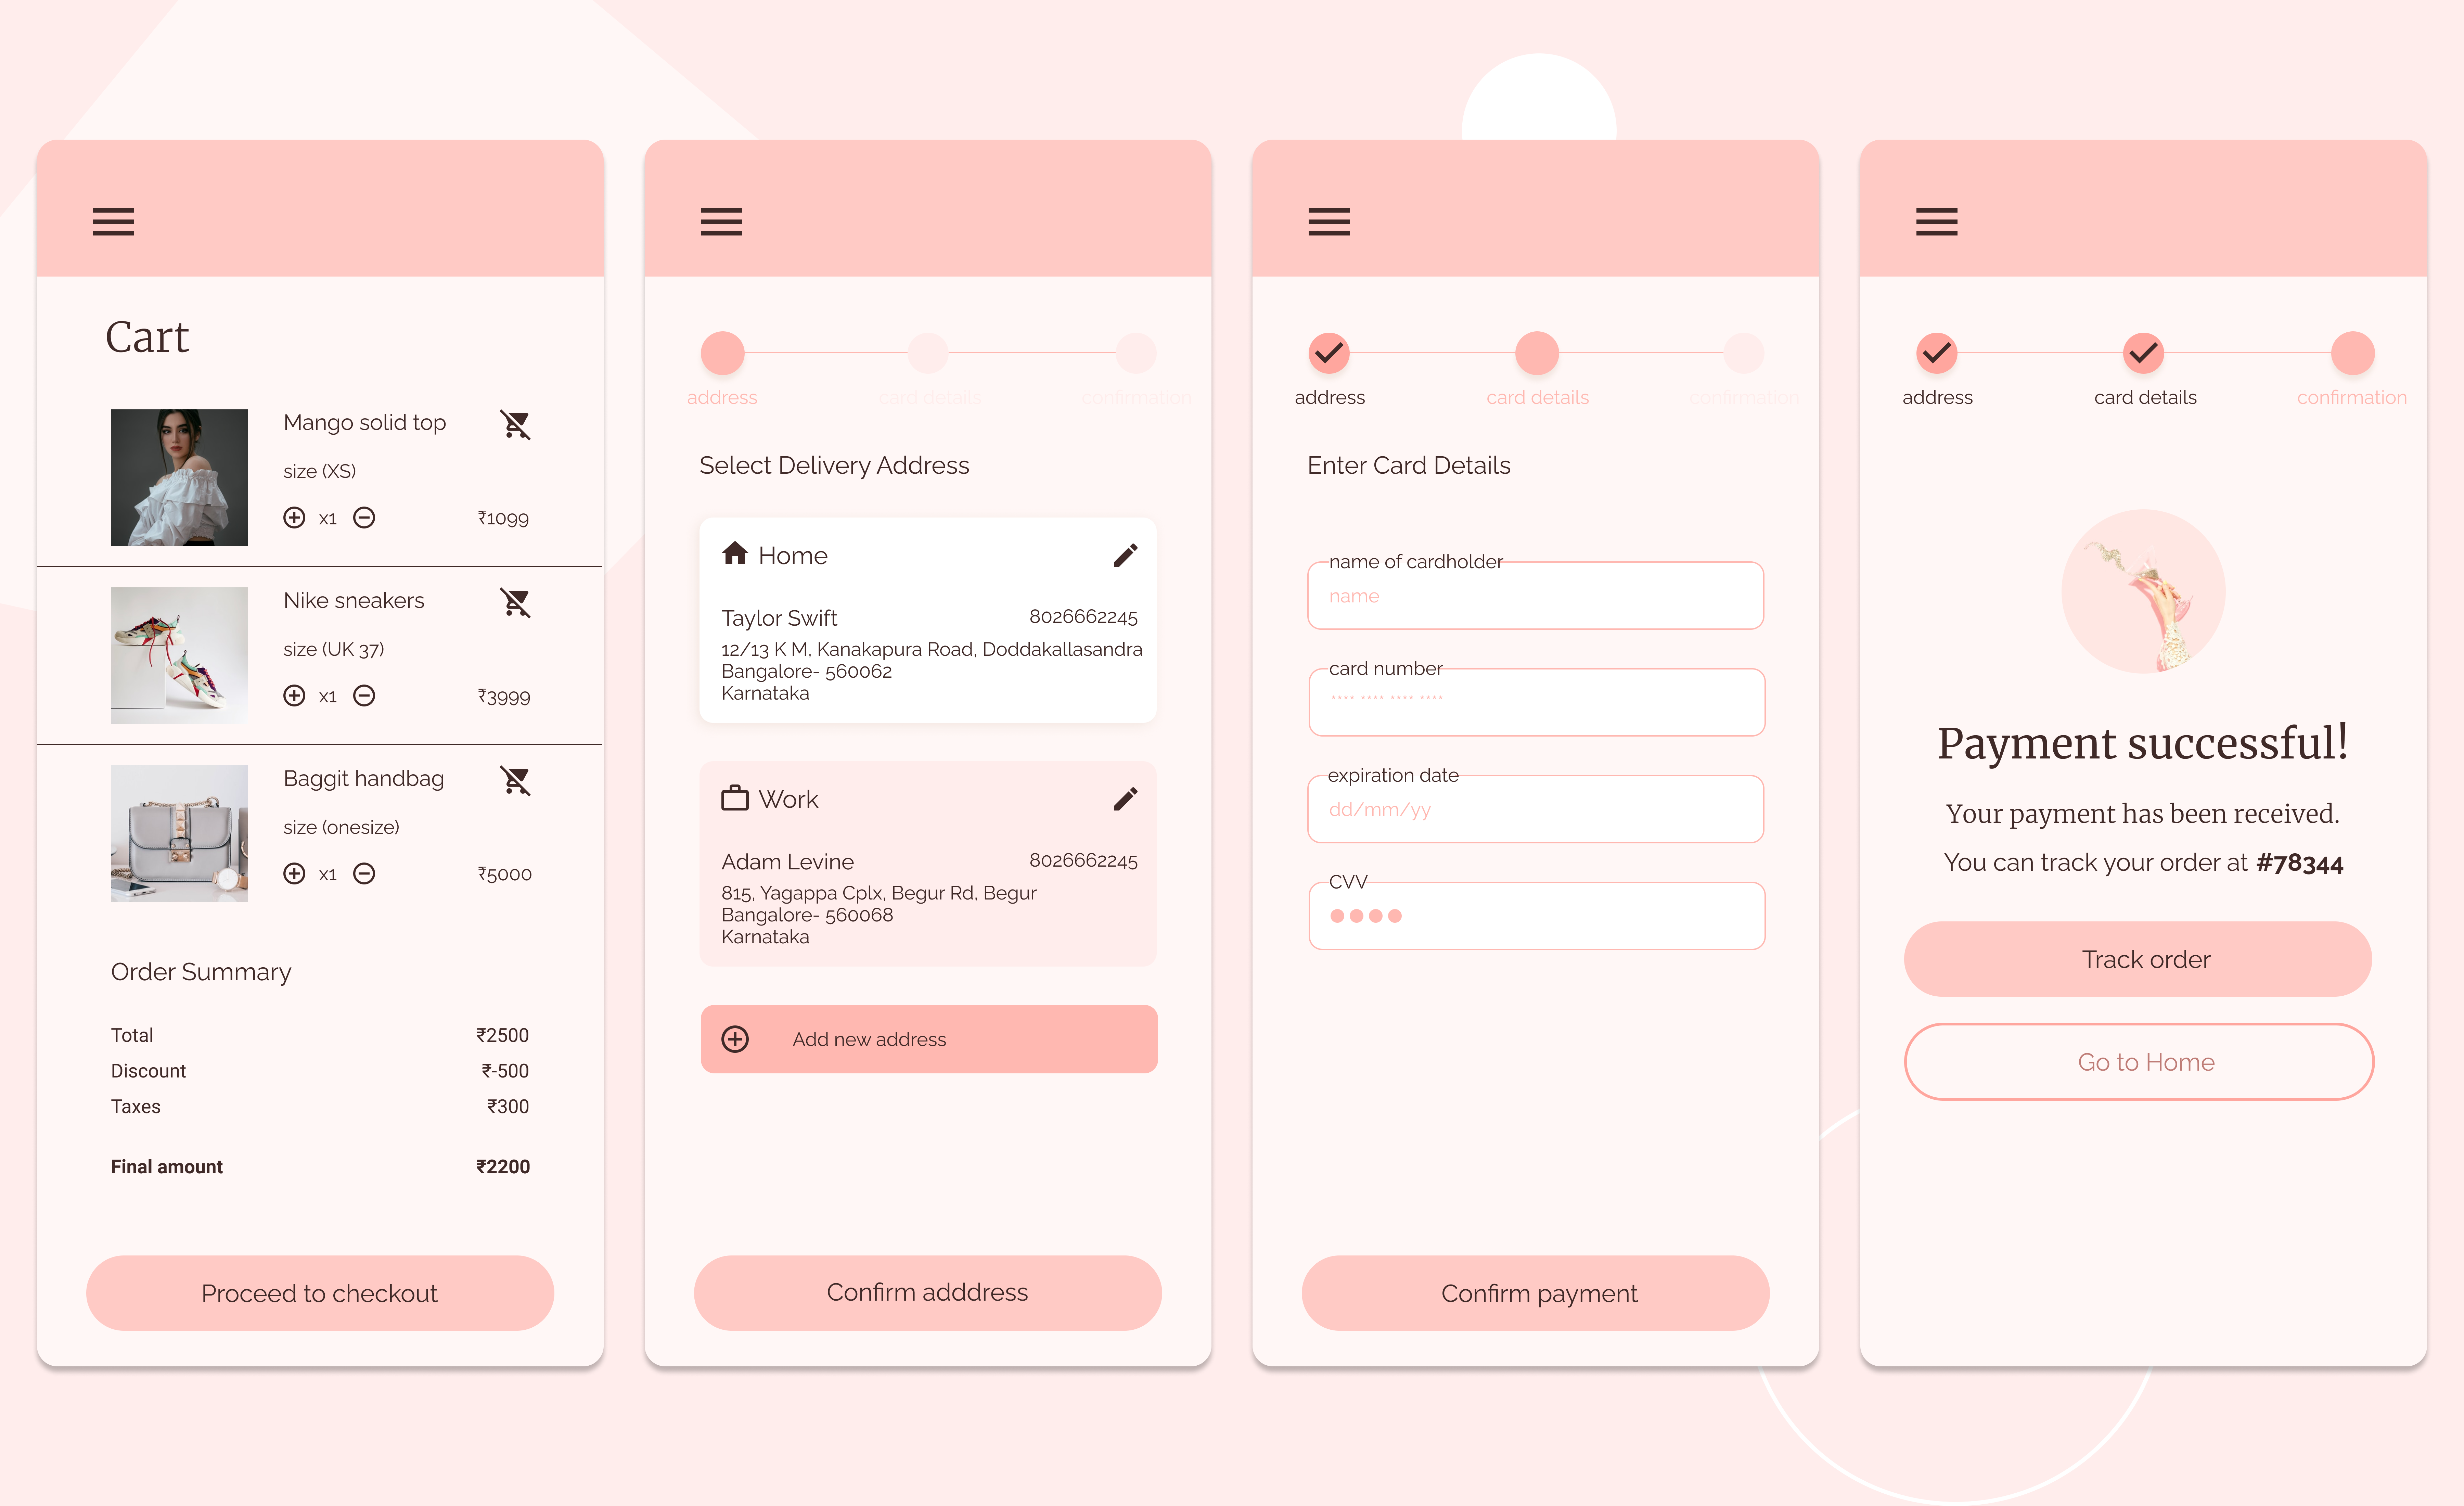 Cart
Mango solid top
size (XS)
x1
₹1099
Nike sneakers
size (UK 37)
x1
₹3999
Baggit handbag
size (onesize)
x1
₹5000
Order Summary
Total ₹2500
Discount ₹-500
Taxes ₹300
Final amount ₹2200
Proceed to checkout
address card details confirmation
Select Delivery Address
Home
Taylor Swift 8026662245
12/13 K M, Kanakapura Road, Doddakallasandra
Bangalore- 560062
Karnataka
Work
Adam Levine 8026662245
815, Yagappa Cplx, Begur Rd, Begur
Bangalore- 560068
Karnataka
Add new address
Confirm adddress
address card details confirmation
Enter Card Details
name of cardholder
name
card number
expiration date
dd/mm/yy
CVV
Confirm payment
address card details confirmation
Payment successful!
Your payment has been received.
You can track your order at #78344
Track order
Go to Home